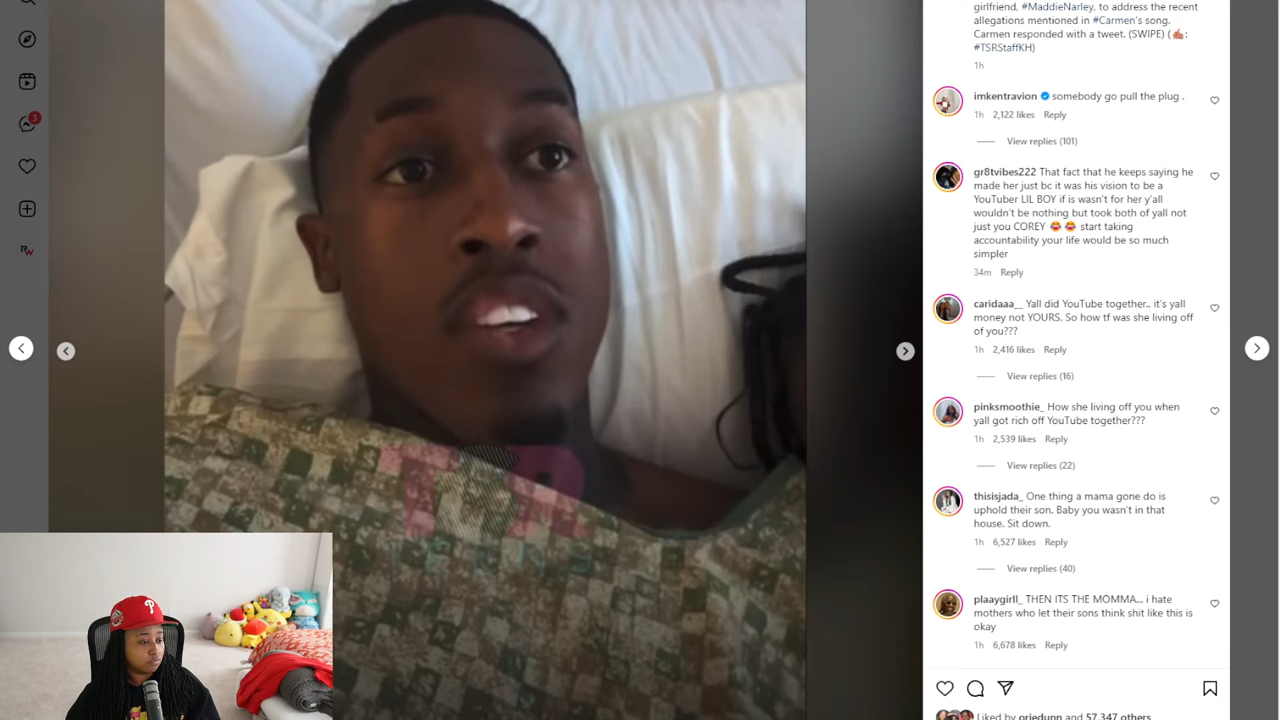 girlfriend, #MaddieNarley, to address the recent
allegations mentioned in #Carmen's song.
Carmen responded with a tweet. (SWIPE) (✍🏽:
#TSRStaffKH)
1h
imkentravion somebody go pull the plug .
1h 2,122 likes Reply
View replies (101)
gr8tvibes222 That fact that he keeps saying he
made her just bc it was his vision to be a
YouTuber LIL BOY if is wasn't for her y'all
wouldn't be nothing but took both of yall not
just you COREY 😂 😂 start taking
accountability your life would be so much
simpler
34m Reply
caridaaa__ Yall did YouTube together.. it's yall
money not YOURS. So how tf was she living off
of you???
1h 2,416 likes Reply
View replies (16)
pinksmoothie_ How she living off you when
yall got rich off YouTube together???
1h 2,539 likes Reply
View replies (22)
thisisjada_ One thing a mama gone do is
uphold their son. Baby you wasn't in that
house. Sit down.
1h 6,527 likes Reply
View replies (40)
plaaygirll_ THEN ITS THE MOMMA... i hate
mothers who let their sons think shit like this is
okay
1h 6,678 likes Reply
Liked by oriedunn and 57,347 others
3
RW
TSR
TEENS
P